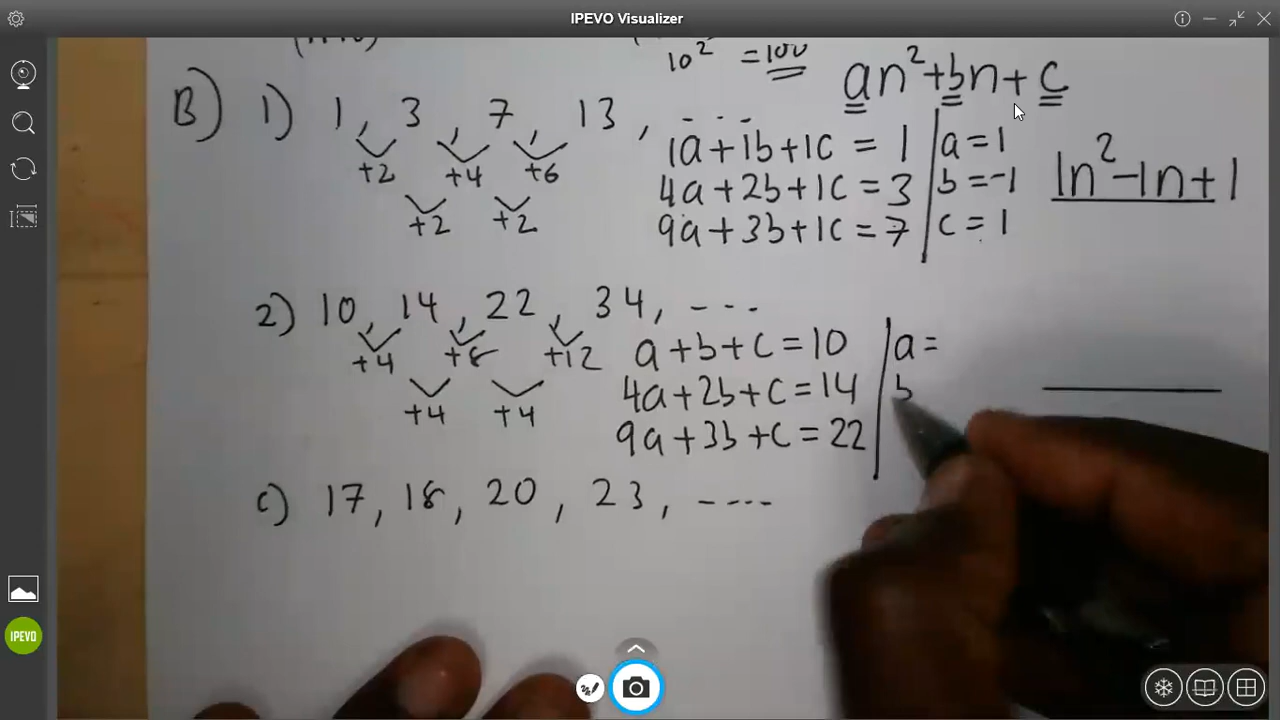 IPEVO Visualizer
10² = 100
an²+bn+c
B) 1) 1, 3, 7, 13, - - -
+2 +4 +6
+2 +2
1a+1b+1c = 1
4a+2b+1c = 3
9a+3b+1c = 7
a = 1
b = -1
c = 1
1n²-1n+1
2) 10, 14, 22, 34, - - -
+4 +8 +12
+4 +4
a+b+c = 10
4a+2b+c = 14
9a+3b+c = 22
a =
b
c) 17, 18, 20, 23, - - - -
IPEVO